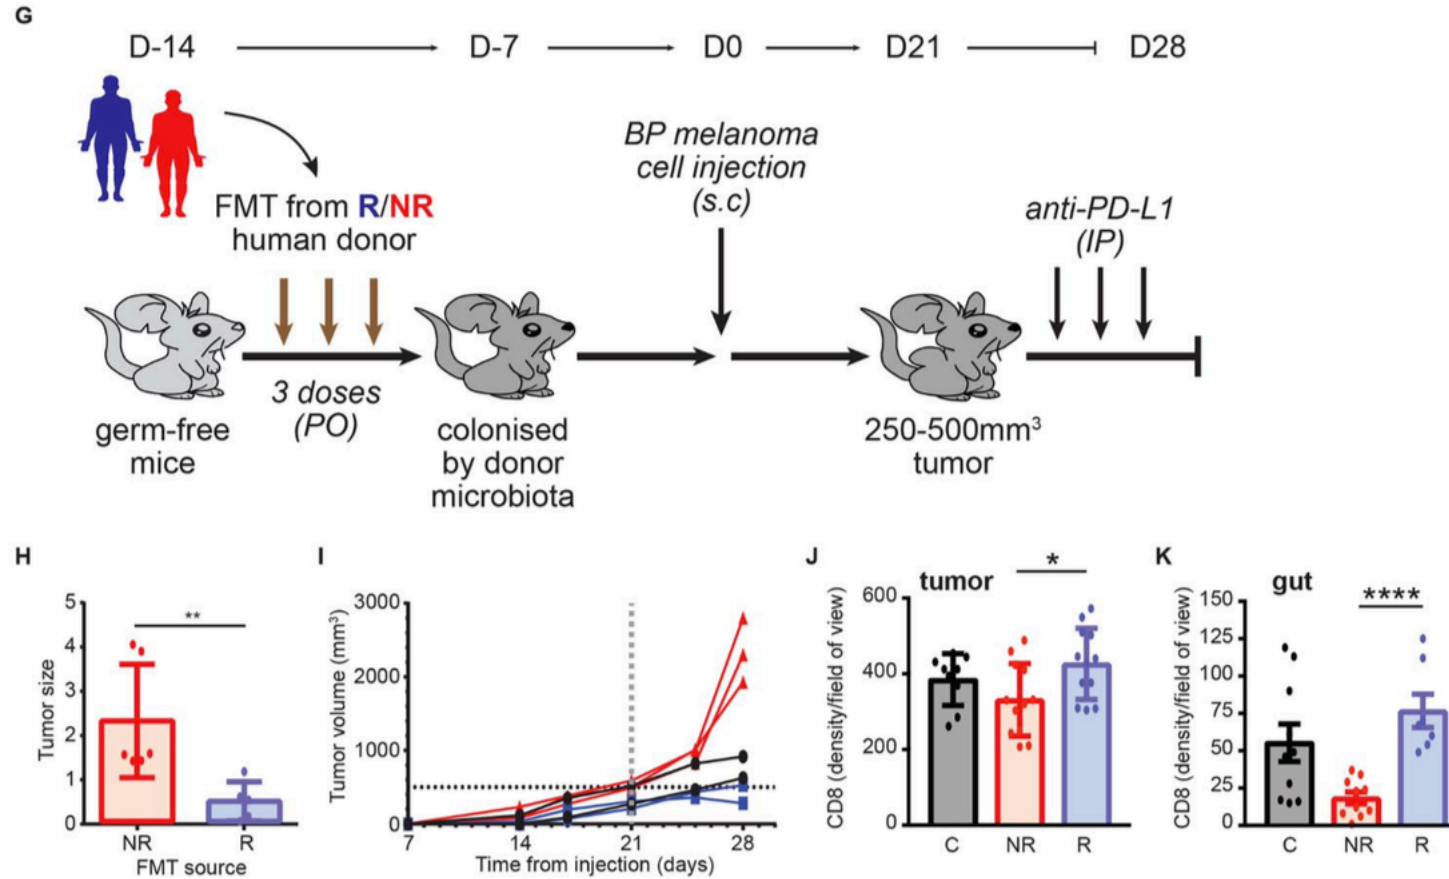 G
D-14
D-7
D0
D21
D28
FMT from R/NR
human donor
BP melanoma
cell injection
(s.c)
anti-PD-L1
(IP)
3 doses
(PO)
germ-free
mice
colonised
by donor
microbiota
250-500mm³
tumor
H
Tumor size
5
4
3
2
1
0
**
NR
R
FMT source
I
Tumor volume (mm³)
3000
2000
1000
0
7
14
21
28
Time from injection (days)
J
tumor
*
CD8 (density/field of view)
600
400
200
0
C
NR
R
K
gut
****
CD8 (density/field of view)
150
125
100
75
50
25
0
C
NR
R